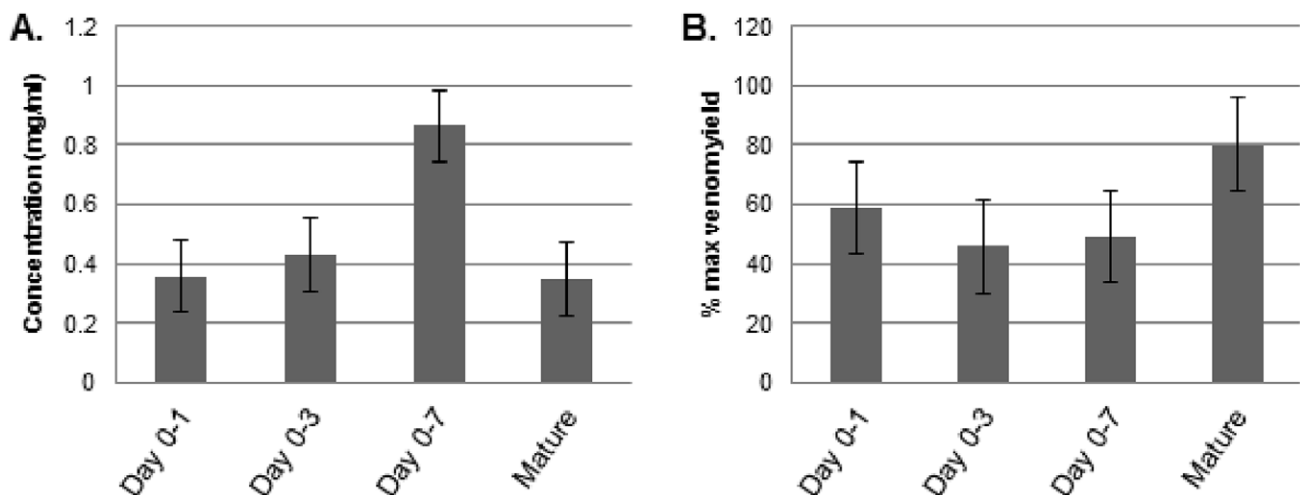 A.
Concentration (mg/ml)
1.2
1
0.8
0.6
0.4
0.2
0
Day 0-1
Day 0-3
Day 0-7
Mature
B.
% max venomyield
120
100
80
60
40
20
0
Day 0-1
Day 0-3
Day 0-7
Mature